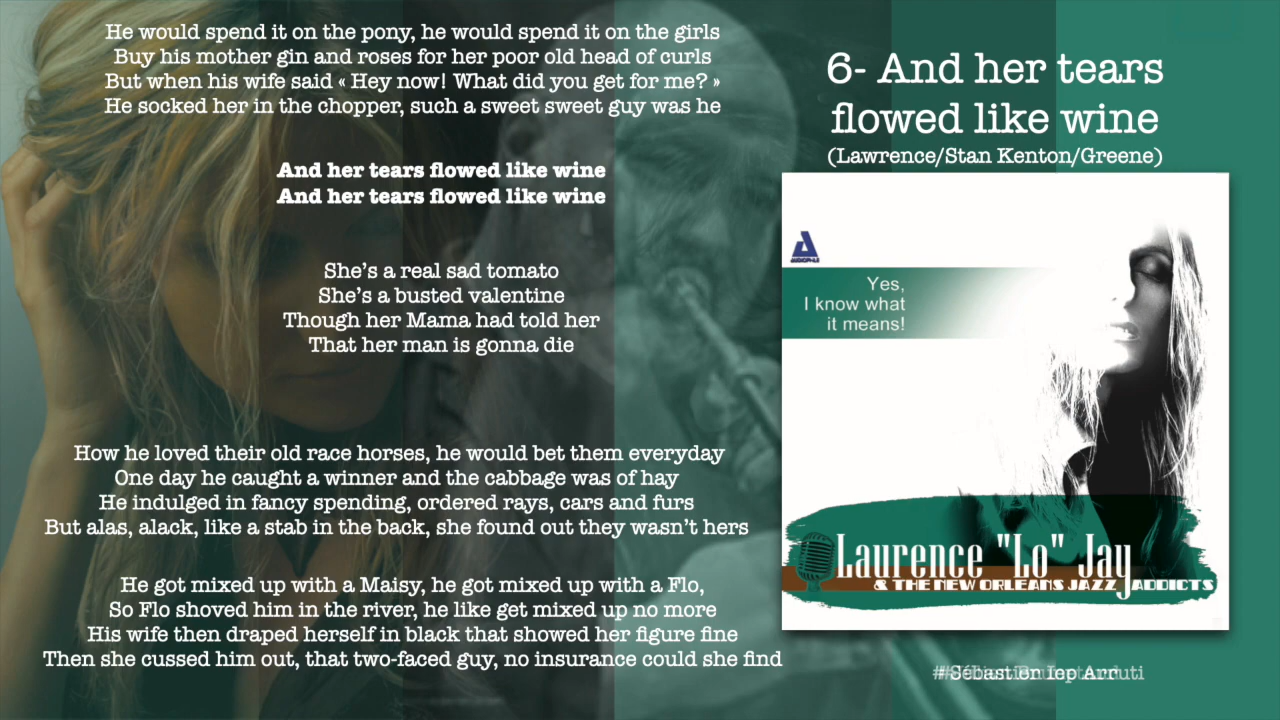 He would spend it on the pony, he would spend it on the girls
Buy his mother gin and roses for her poor old head of curls
But when his wife said « Hey now! What did you get for me? »
He socked her in the chopper, such a sweet sweet guy was he
And her tears flowed like wine
And her tears flowed like wine
She's a real sad tomato
She's a busted valentine
Though her Mama had told her
That her man is gonna die
How he loved their old race horses, he would bet them everyday
One day he caught a winner and the cabbage was of hay
He indulged in fancy spending, ordered rays, cars and furs
But alas, alack, like a stab in the back, she found out they wasn't hers
He got mixed up with a Maisy, he got mixed up with a Flo,
So Flo shoved him in the river, he like get mixed up no more
His wife then draped herself in black that showed her figure fine
Then she cussed him out, that two-faced guy, no insurance could she find
6- And her tears
flowed like wine
(Lawrence/Stan Kenton/Greene)
Yes,
I know what
it means!
Laurence "Lo" Jay
& THE NEW ORLEANS JAZZ ADDICTS